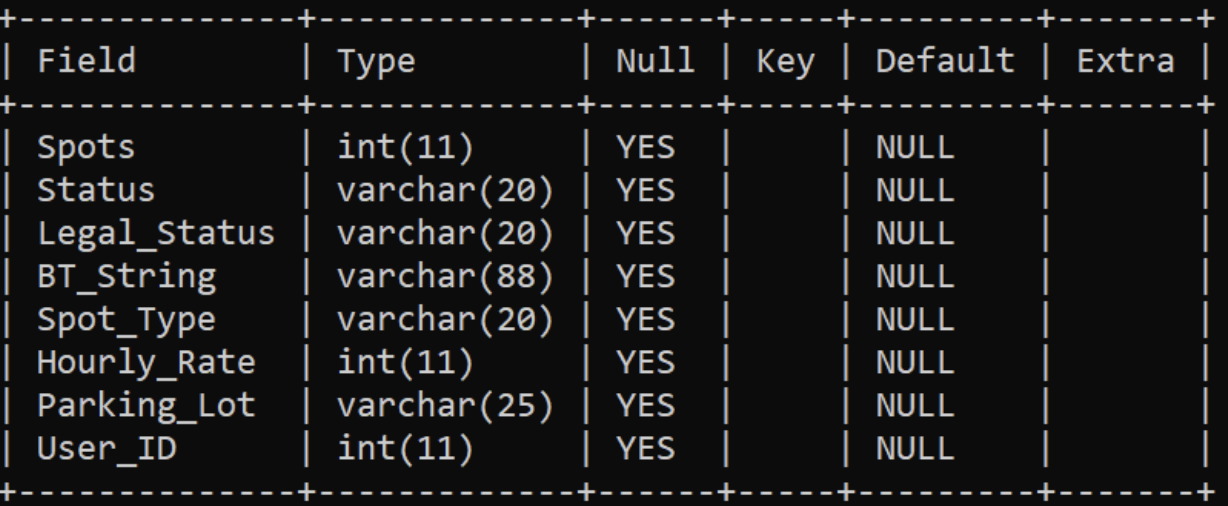 +--------------+-------------+------+-----+---------+-------+
| Field        | Type        | Null | Key | Default | Extra |
+--------------+-------------+------+-----+---------+-------+
| Spots        | int(11)     | YES  |     | NULL    |       |
| Status       | varchar(20) | YES  |     | NULL    |       |
| Legal_Status | varchar(20) | YES  |     | NULL    |       |
| BT_String    | varchar(88) | YES  |     | NULL    |       |
| Spot_Type    | varchar(20) | YES  |     | NULL    |       |
| Hourly_Rate  | int(11)     | YES  |     | NULL    |       |
| Parking_Lot  | varchar(25) | YES  |     | NULL    |       |
| User_ID      | int(11)     | YES  |     | NULL    |       |
+--------------+-------------+------+-----+---------+-------+